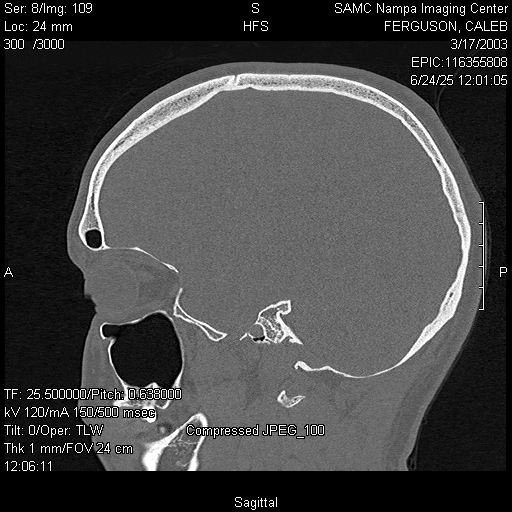 Ser: 8/Img: 109
Loc: 24 mm
300 /3000
S
HFS
SAMC Nampa Imaging Center
FERGUSON, CALEB
3/17/2003
EPIC:116355808
6/24/25 12:01:05
A
P
TF: 25.500000/Pitch: 0.638000
kV 120/mA 150/500 msec
Tilt: 0/Oper: TLW
Compressed JPEG_100
Thk 1 mm/FOV 24 cm
12:06:11
Sagittal